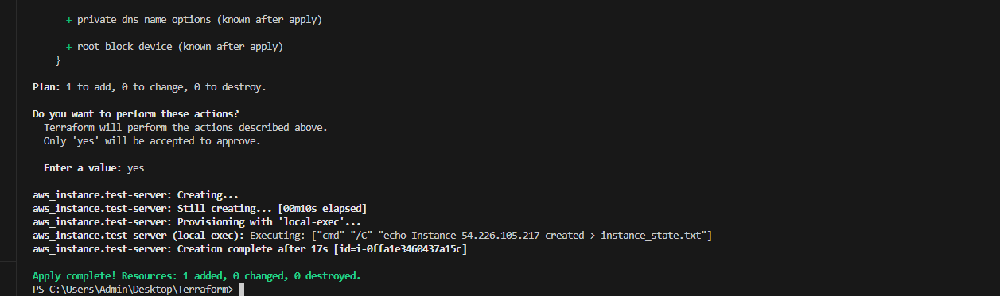 + private_dns_name_options (known after apply)
+ root_block_device (known after apply)
}
Plan: 1 to add, 0 to change, 0 to destroy.
Do you want to perform these actions?
Terraform will perform the actions described above.
Only 'yes' will be accepted to approve.
Enter a value: yes
aws_instance.test-server: Creating...
aws_instance.test-server: Still creating... [00m10s elapsed]
aws_instance.test-server: Provisioning with 'local-exec'...
aws_instance.test-server (local-exec): Executing: ["cmd" "/C" "echo Instance 54.226.105.217 created > instance_state.txt"]
aws_instance.test-server: Creation complete after 17s [id=i-0ffa1e3460437a15c]
Apply complete! Resources: 1 added, 0 changed, 0 destroyed.
PS C:\Users\Admin\Desktop\Terraform>